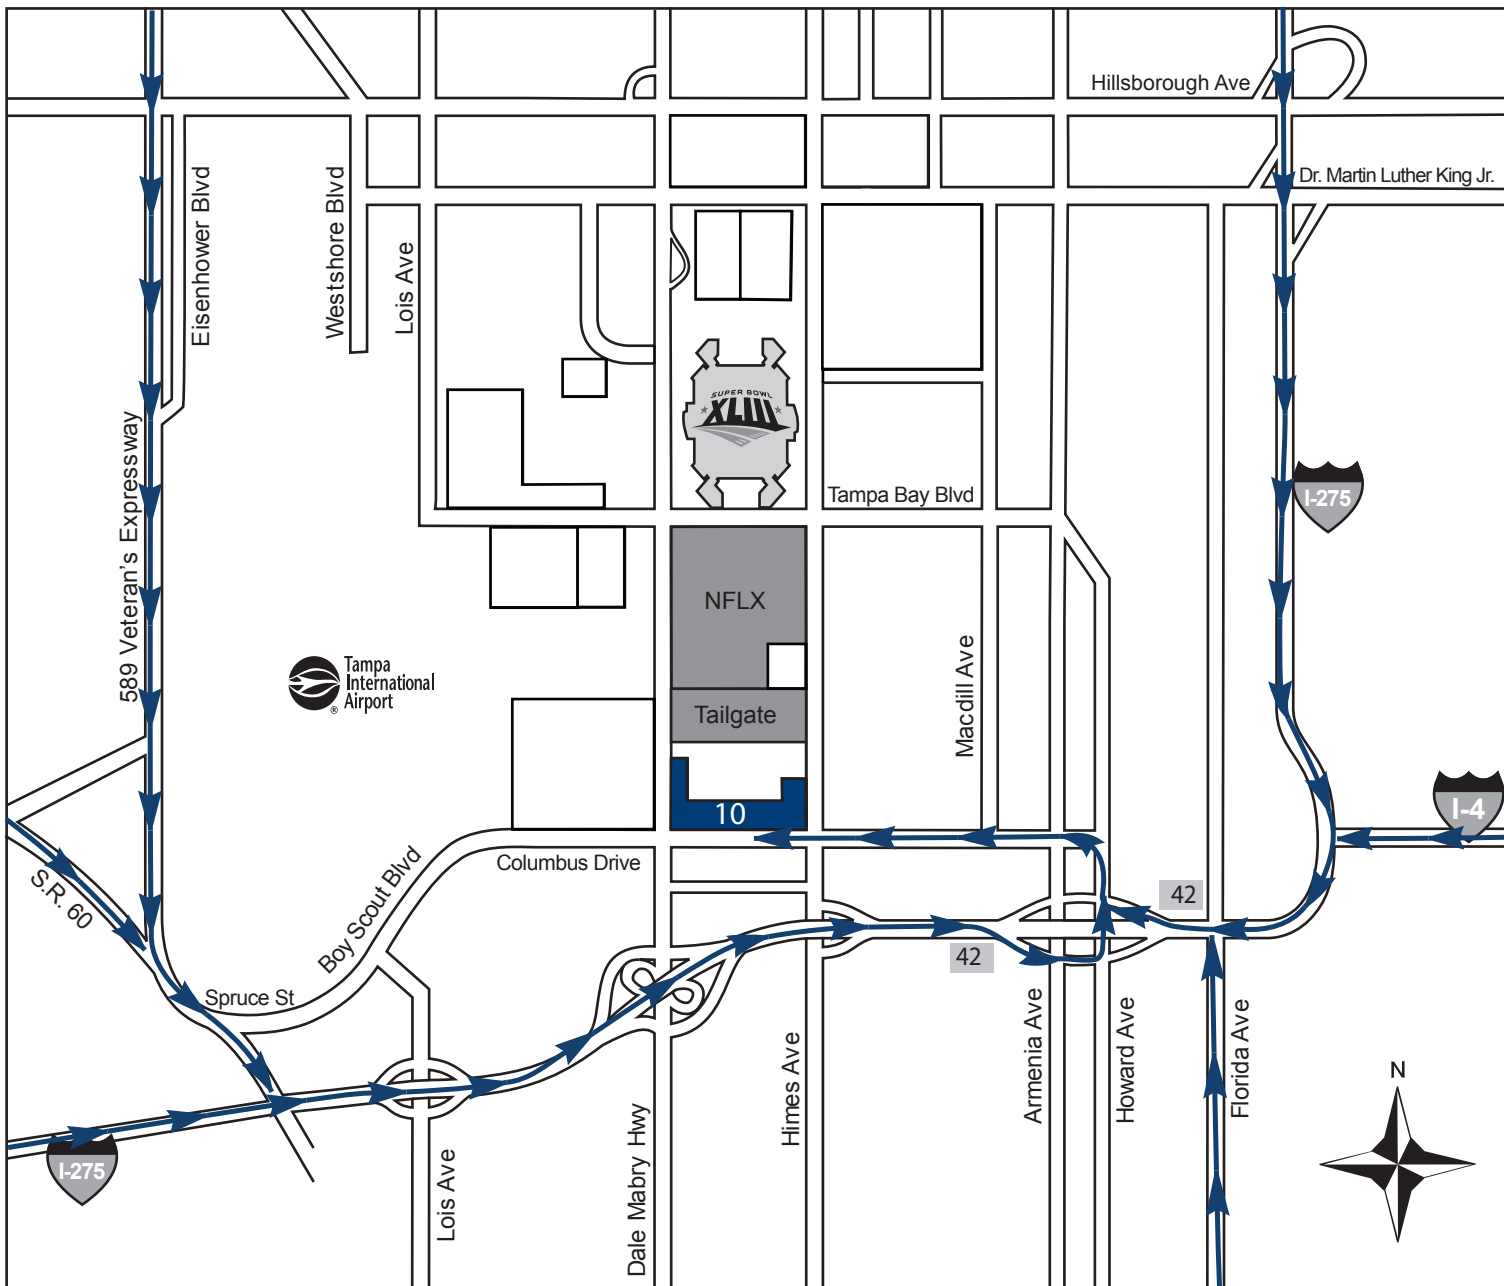 Hillsborough Ave
Dr. Martin Luther King Jr.
Eisenhower Blvd
Westshore Blvd
Lois Ave
SUPER BOWL
XLIII
589 Veteran's Expressway
Tampa Bay Blvd
I-275
NFLX
Tampa
International
Airport
®
Macdill Ave
Tailgate
10
I-4
Columbus Drive
Boy Scout Blvd
S.R. 60
42
42
Spruce St
Armenia Ave
Howard Ave
Florida Ave
Himes Ave
Dale Mabry Hwy
Lois Ave
I-275
N